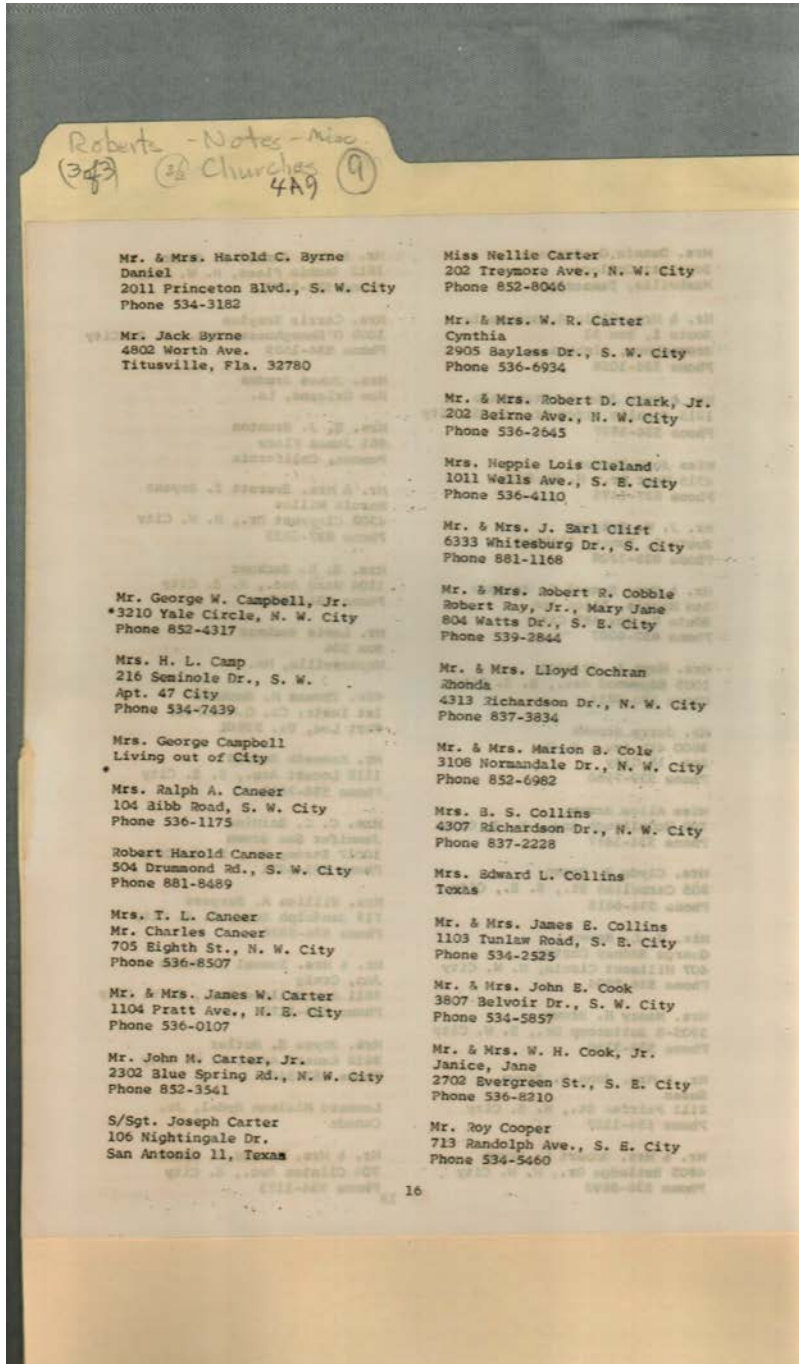 Roberts - Notes - Misc.
(3 of 3) Churches 9
4A9
Mr. & Mrs. Harold C. Byrne
Daniel
2011 Princeton Blvd., S. W. City
Phone 534-3182
Mr. Jack Byrne
4802 Worth Ave.
Titusville, Fla. 32780
Mr. George W. Campbell, Jr.
*3210 Yale Circle, N. W. City
Phone 852-4317
Mrs. H. L. Camp
216 Seminole Dr., S. W.
Apt. 47 City
Phone 534-7439
Mrs. George Campbell
Living out of City
*
Mrs. Ralph A. Caneer
104 Bibb Road, S. W. City
Phone 536-1175
Robert Harold Caneer
504 Drummond Rd., S. W. City
Phone 881-8489
Mrs. T. L. Caneer
Mr. Charles Caneer
705 Eighth St., N. W. City
Phone 536-8507
Mr. & Mrs. James W. Carter
1104 Pratt Ave., N. E. City
Phone 536-0107
Mr. John M. Carter, Jr.
2302 Blue Spring Rd., N. W. City
Phone 852-3541
S/Sgt. Joseph Carter
106 Nightingale Dr.
San Antonio 11, Texas
Miss Nellie Carter
202 Treymore Ave., N. W. City
Phone 852-8046
Mr. & Mrs. W. R. Carter
Cynthia
2905 Bayless Dr., S. W. City
Phone 536-6934
Mr. & Mrs. Robert D. Clark, Jr.
202 Beirne Ave., N. W. City
Phone 536-2645
Mrs. Heppie Lois Cleland
1011 Wells Ave., S. E. City
Phone 536-4110
Mr. & Mrs. J. Earl Clift
6333 Whitesburg Dr., S. City
Phone 881-1168
Mr. & Mrs. Robert R. Cobble
Robert Ray, Jr., Mary Jane
804 Watts Dr., S. E. City
Phone 539-2844
Mr. & Mrs. Lloyd Cochran
Rhonda
4313 Richardson Dr., N. W. City
Phone 837-3834
Mr. & Mrs. Marion B. Cole
3108 Normandale Dr., N. W. City
Phone 852-6982
Mrs. B. S. Collins
4307 Richardson Dr., N. W. City
Phone 837-2228
Mrs. Edward L. Collins
Texas
Mr. & Mrs. James E. Collins
1103 Tunlaw Road, S. E. City
Phone 534-2525
Mr. & Mrs. John E. Cook
3807 Belvoir Dr., S. W. City
Phone 534-5857
Mr. & Mrs. W. H. Cook, Jr.
Janice, Jane
2702 Evergreen St., S. E. City
Phone 536-8210
Mr. Roy Cooper
713 Randolph Ave., S. E. City
Phone 534-5460
16